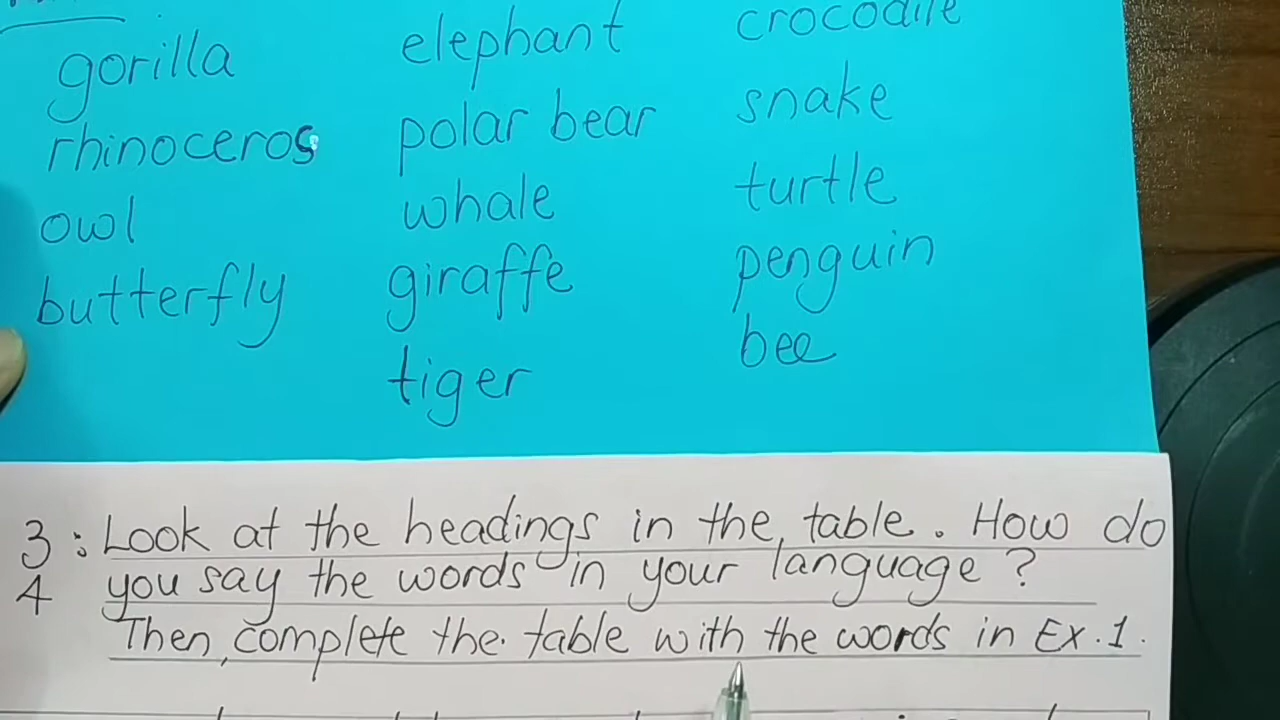 gorilla
rhinoceros
owl
butterfly
elephant
polar bear
whale
giraffe
tiger
crocodile
snake
turtle
penguin
bee
3 : Look at the headings in the table. How do
4 you say the words in your language?
Then, complete the table with the words in Ex.1.